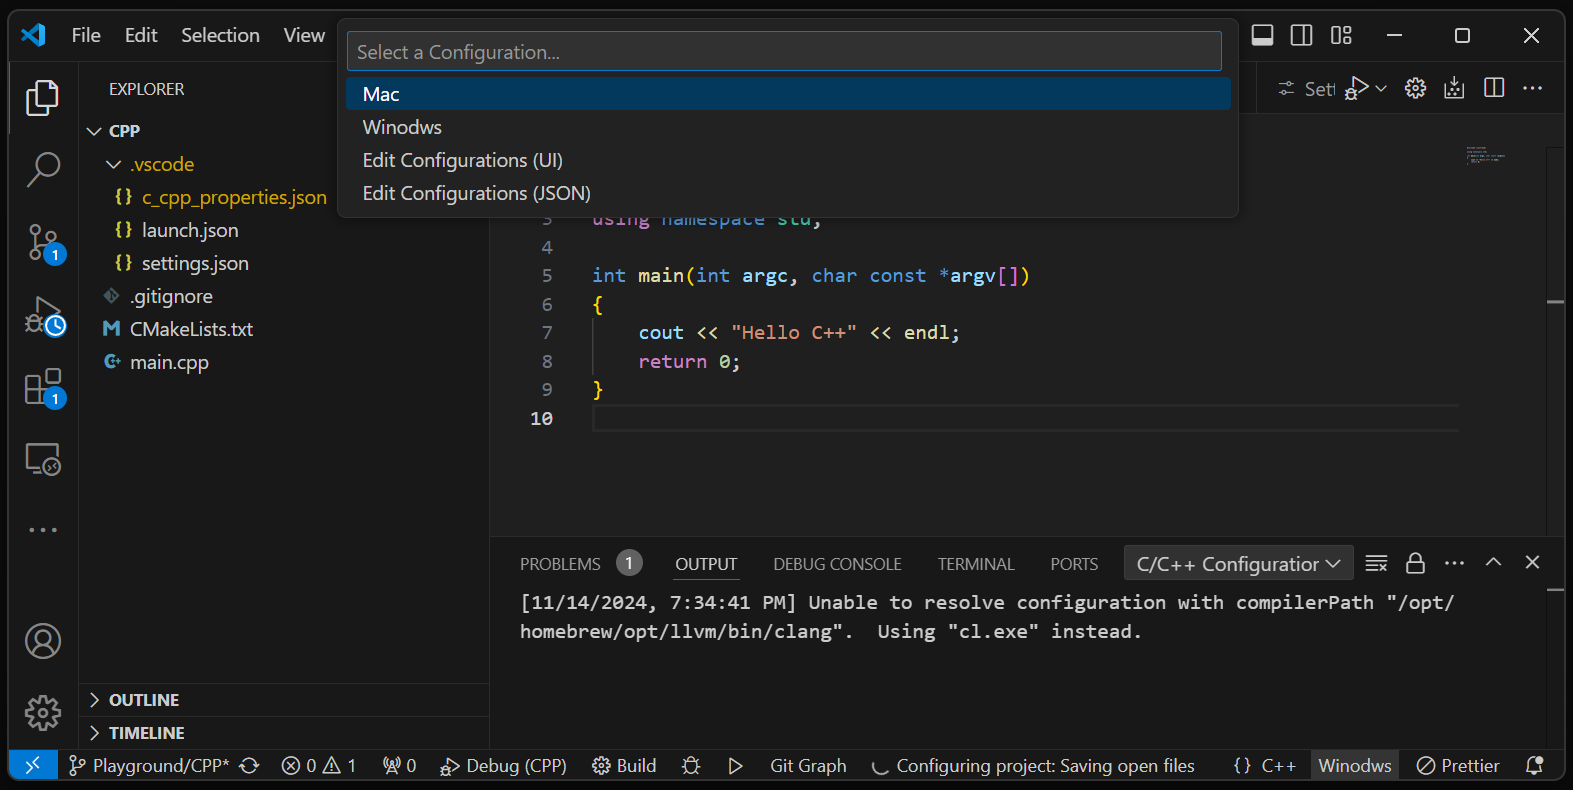 File Edit Selection View
Select a Configuration...
Mac
Winodws
Edit Configurations (UI)
Edit Configurations (JSON)
EXPLORER
CPP
.vscode
c_cpp_properties.json
launch.json
settings.json
.gitignore
CMakeLists.txt
main.cpp
1
1
OUTLINE
TIMELINE
Sett
3 using namespace std;
4
5 int main(int argc, char const *argv[])
6 {
7 cout << "Hello C++" << endl;
8 return 0;
9 }
10
PROBLEMS 1 OUTPUT DEBUG CONSOLE TERMINAL PORTS C/C++ Configuration
[11/14/2024, 7:34:41 PM] Unable to resolve configuration with compilerPath "/opt/
homebrew/opt/llvm/bin/clang".  Using "cl.exe" instead.
Playground/CPP* 0 1 0 Debug (CPP) Build Git Graph Configuring project: Saving open files {} C++ Winodws Prettier